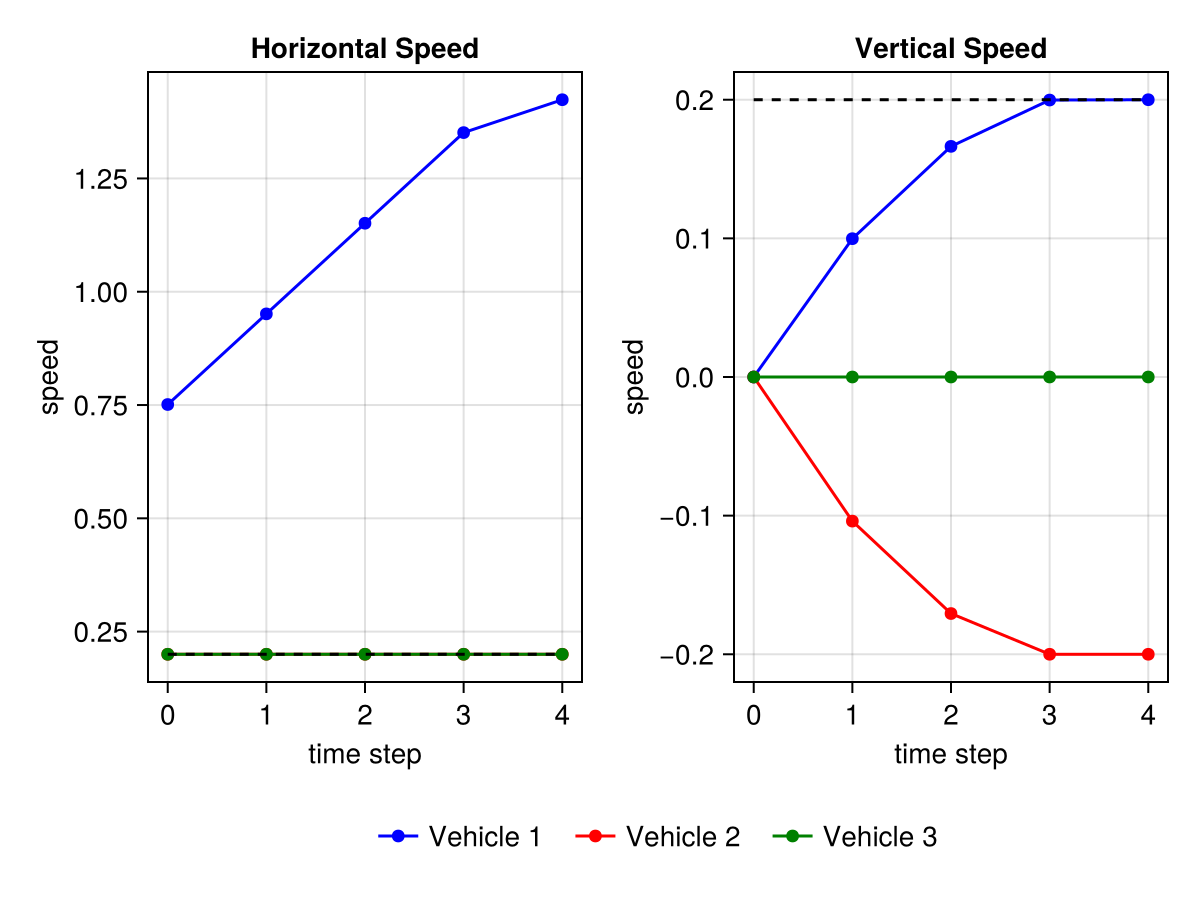 Horizontal Speed
1.25
1.00
0.75
0.50
0.25
speed
0 1 2 3 4
time step
Vertical Speed
0.2
0.1
0.0
−0.1
−0.2
speed
0 1 2 3 4
time step
Vehicle 1 Vehicle 2 Vehicle 3